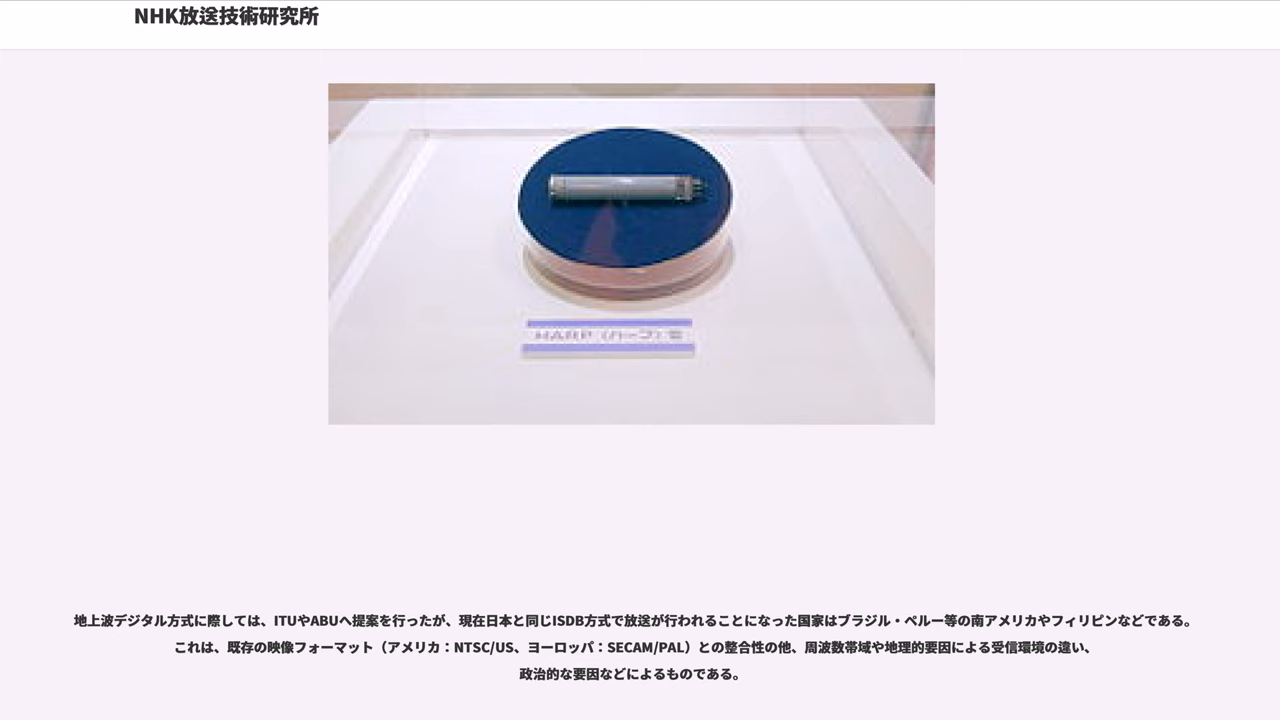 NHK放送技術研究所
HARP（ハープ）管
地上波デジタル方式に際しては、ITUやABUへ提案を行ったが、現在日本と同じISDB方式で放送が行われることになった国家はブラジル・ペルー等の南アメリカやフィリピンなどである。
これは、既存の映像フォーマット（アメリカ：NTSC/US、ヨーロッパ：SECAM/PAL）との整合性の他、周波数帯域や地理的要因による受信環境の違い、
政治的な要因などによるものである。